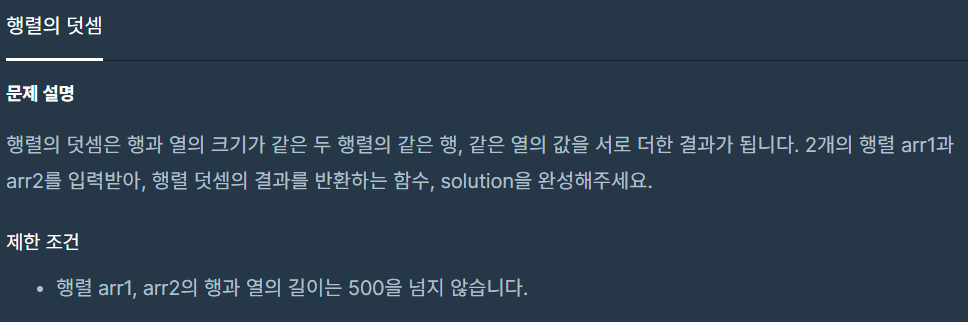 행렬의 덧셈
문제 설명
행렬의 덧셈은 행과 열의 크기가 같은 두 행렬의 같은 행, 같은 열의 값을 서로 더한 결과가 됩니다. 2개의 행렬 arr1과
arr2를 입력받아, 행렬 덧셈의 결과를 반환하는 함수, solution을 완성해주세요.
제한 조건
• 행렬 arr1, arr2의 행과 열의 길이는 500을 넘지 않습니다.